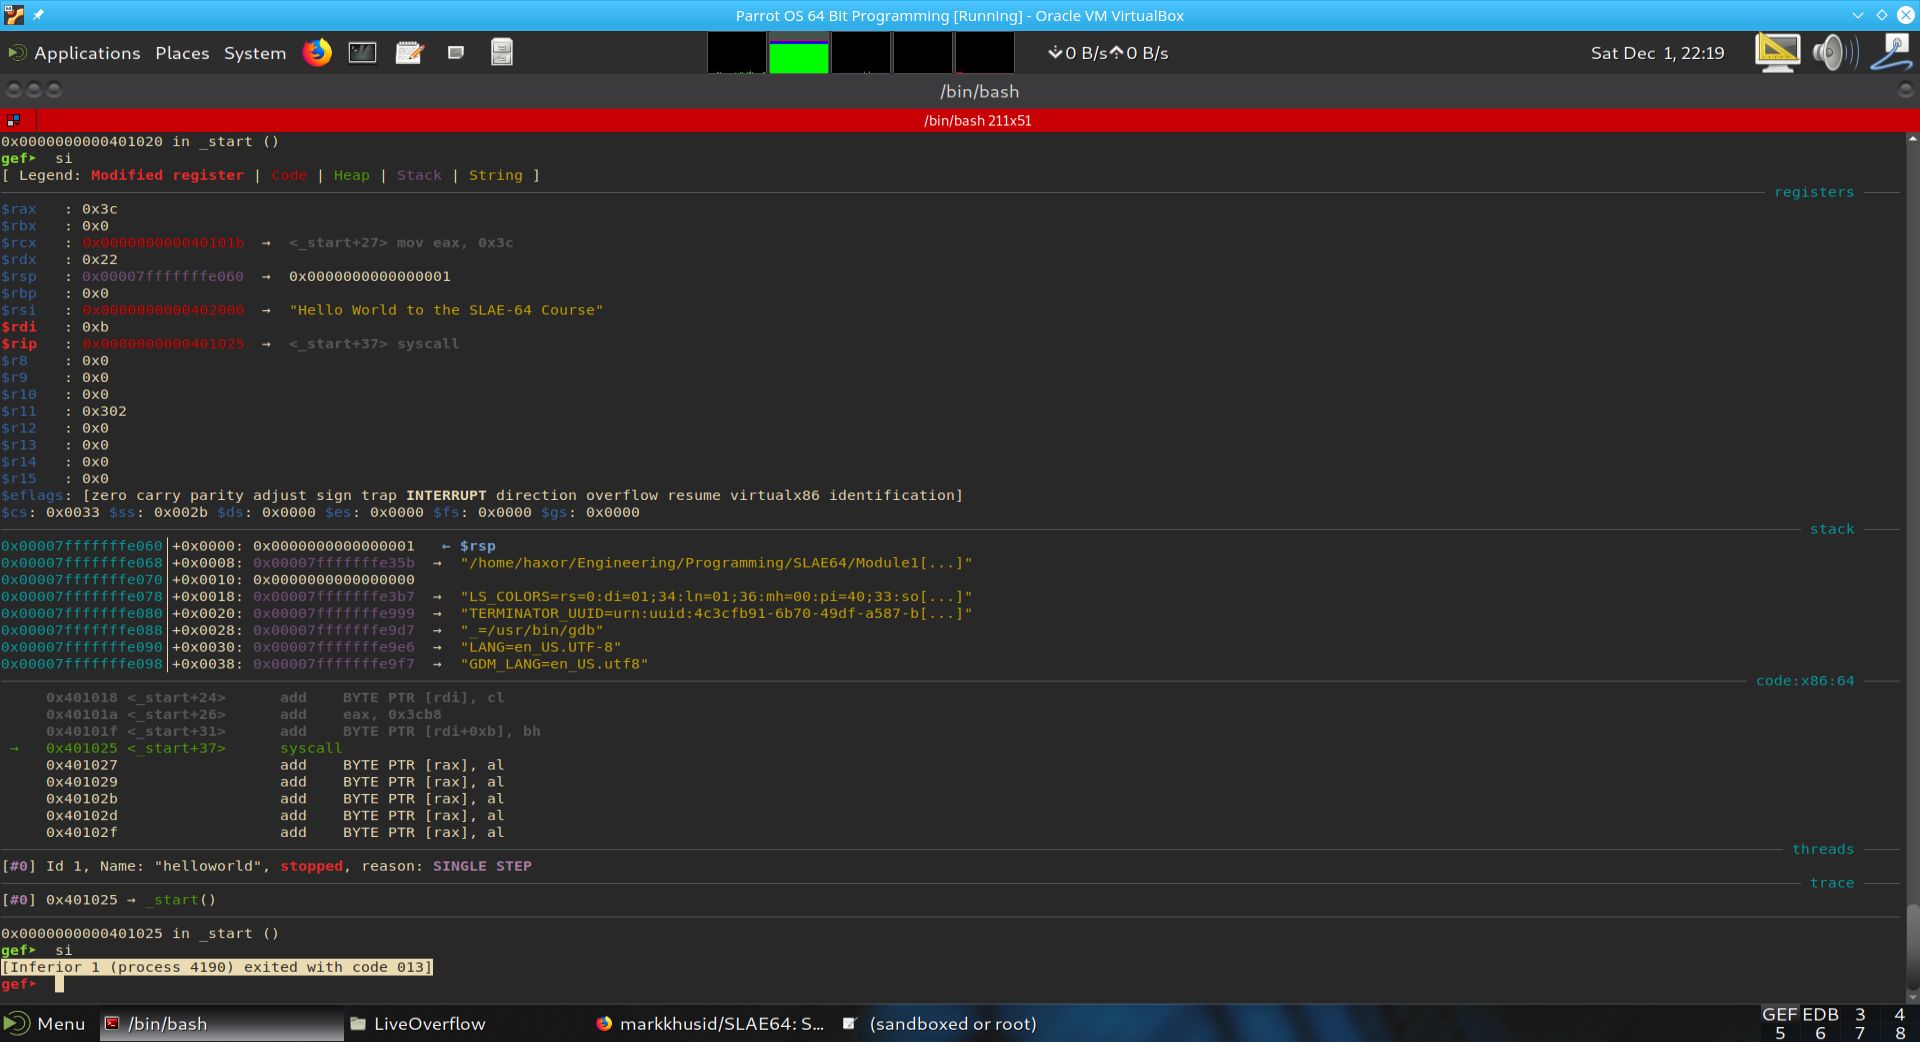 Parrot OS 64 Bit Programming [Running] - Oracle VM VirtualBox
Applications Places System 0 B/s 0 B/s Sat Dec 1, 22:19
/bin/bash
/bin/bash 211x51
0x0000000000401020 in _start ()
gef➤ si
[ Legend: Modified register | Code | Heap | Stack | String ]
registers
$rax : 0x3c
$rbx : 0x0
$rcx : 0x000000000040101b → <_start+27> mov eax, 0x3c
$rdx : 0x22
$rsp : 0x00007fffffffe060 → 0x0000000000000001
$rbp : 0x0
$rsi : 0x0000000000402000 → "Hello World to the SLAE-64 Course"
$rdi : 0xb
$rip : 0x0000000000401025 → <_start+37> syscall
$r8 : 0x0
$r9 : 0x0
$r10 : 0x0
$r11 : 0x302
$r12 : 0x0
$r13 : 0x0
$r14 : 0x0
$r15 : 0x0
$eflags: [zero carry parity adjust sign trap INTERRUPT direction overflow resume virtualx86 identification]
$cs: 0x0033 $ss: 0x002b $ds: 0x0000 $es: 0x0000 $fs: 0x0000 $gs: 0x0000
stack
0x00007fffffffe060│+0x0000: 0x0000000000000001 ← $rsp
0x00007fffffffe068│+0x0008: 0x00007fffffffe35b → "/home/haxor/Engineering/Programming/SLAE64/Module1[...]"
0x00007fffffffe070│+0x0010: 0x0000000000000000
0x00007fffffffe078│+0x0018: 0x00007fffffffe3b7 → "LS_COLORS=rs=0:di=01;34:ln=01;36:mh=00:pi=40;33:so[...]"
0x00007fffffffe080│+0x0020: 0x00007fffffffe999 → "TERMINATOR_UUID=urn:uuid:4c3cfb91-6b70-49df-a587-b[...]"
0x00007fffffffe088│+0x0028: 0x00007fffffffe9d7 → "_=/usr/bin/gdb"
0x00007fffffffe090│+0x0030: 0x00007fffffffe9e6 → "LANG=en_US.UTF-8"
0x00007fffffffe098│+0x0038: 0x00007fffffffe9f7 → "GDM_LANG=en_US.utf8"
code:x86:64
0x401018 <_start+24> add BYTE PTR [rdi], cl
0x40101a <_start+26> add eax, 0x3cb8
0x40101f <_start+31> add BYTE PTR [rdi+0xb], bh
→ 0x401025 <_start+37> syscall
0x401027 add BYTE PTR [rax], al
0x401029 add BYTE PTR [rax], al
0x40102b add BYTE PTR [rax], al
0x40102d add BYTE PTR [rax], al
0x40102f add BYTE PTR [rax], al
threads
[#0] Id 1, Name: "helloworld", stopped, reason: SINGLE STEP
trace
[#0] 0x401025 → _start()
0x0000000000401025 in _start ()
gef➤ si
[Inferior 1 (process 4190) exited with code 013]
gef➤
Menu /bin/bash LiveOverflow markkhusid/SLAE64: S... (sandboxed or root) GEF EDB 3 4
5 6 7 8